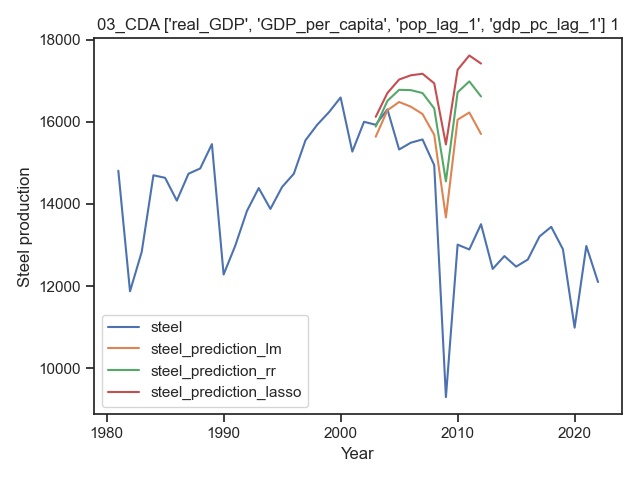 03_CDA ['real_GDP', 'GDP_per_capita', 'pop_lag_1', 'gdp_pc_lag_1'] 1
18000
16000
14000
12000
10000
Steel production
steel
steel_prediction_lm
steel_prediction_rr
steel_prediction_lasso
1980 1990 2000 2010 2020
Year